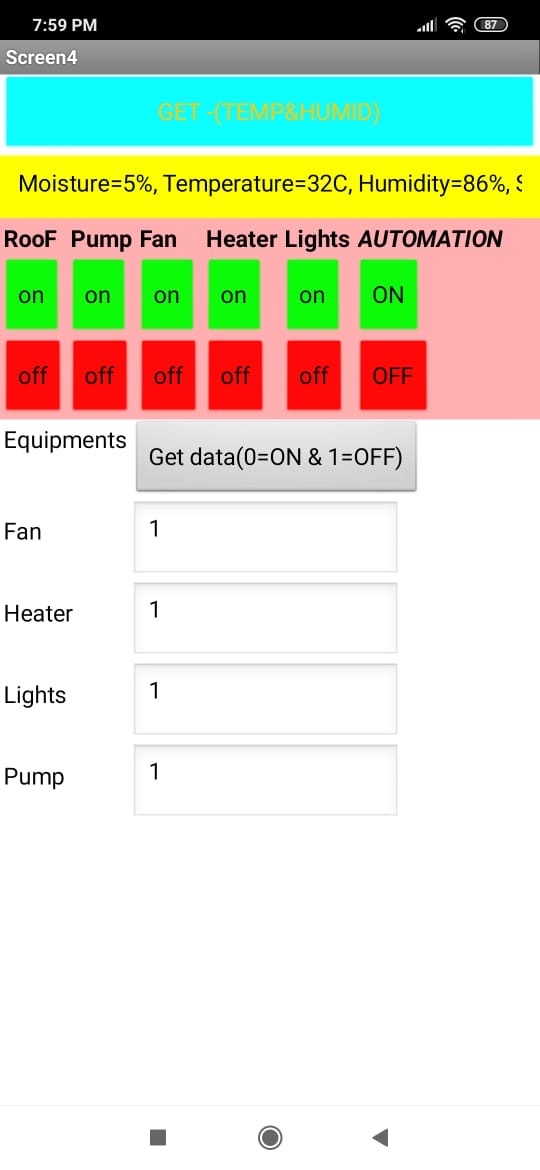 7:59 PM
87
Screen4
GET -(TEMP&HUMID)
Moisture=5%, Temperature=32C, Humidity=86%,
RooF Pump Fan Heater Lights AUTOMATION
on on on on on ON
off off off off off OFF
Equipments Get data(0=ON & 1=OFF)
Fan 1
Heater 1
Lights 1
Pump 1